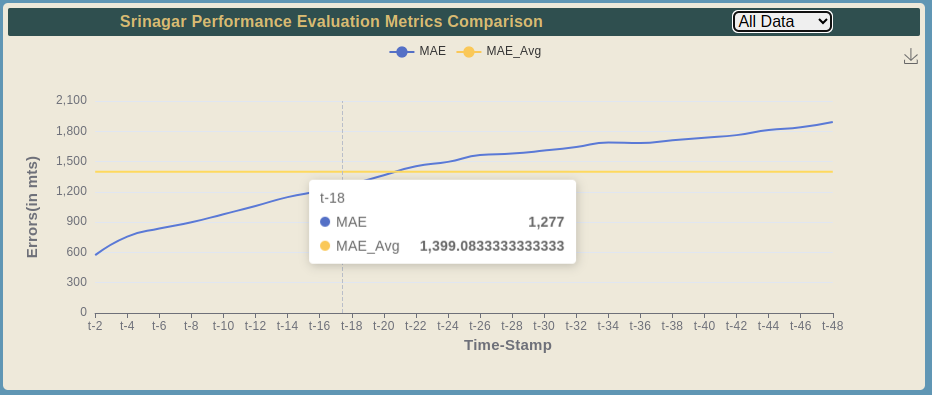 Srinagar Performance Evaluation Metrics Comparison All Data
MAE MAE_Avg
Errors(in mts)
2,100
1,800
1,500
1,200
900
600
300
0
t-18
MAE 1,277
MAE_Avg 1,399.0833333333333
t-2 t-4 t-6 t-8 t-10 t-12 t-14 t-16 t-18 t-20 t-22 t-24 t-26 t-28 t-30 t-32 t-34 t-36 t-38 t-40 t-42 t-44 t-46 t-48
Time-Stamp